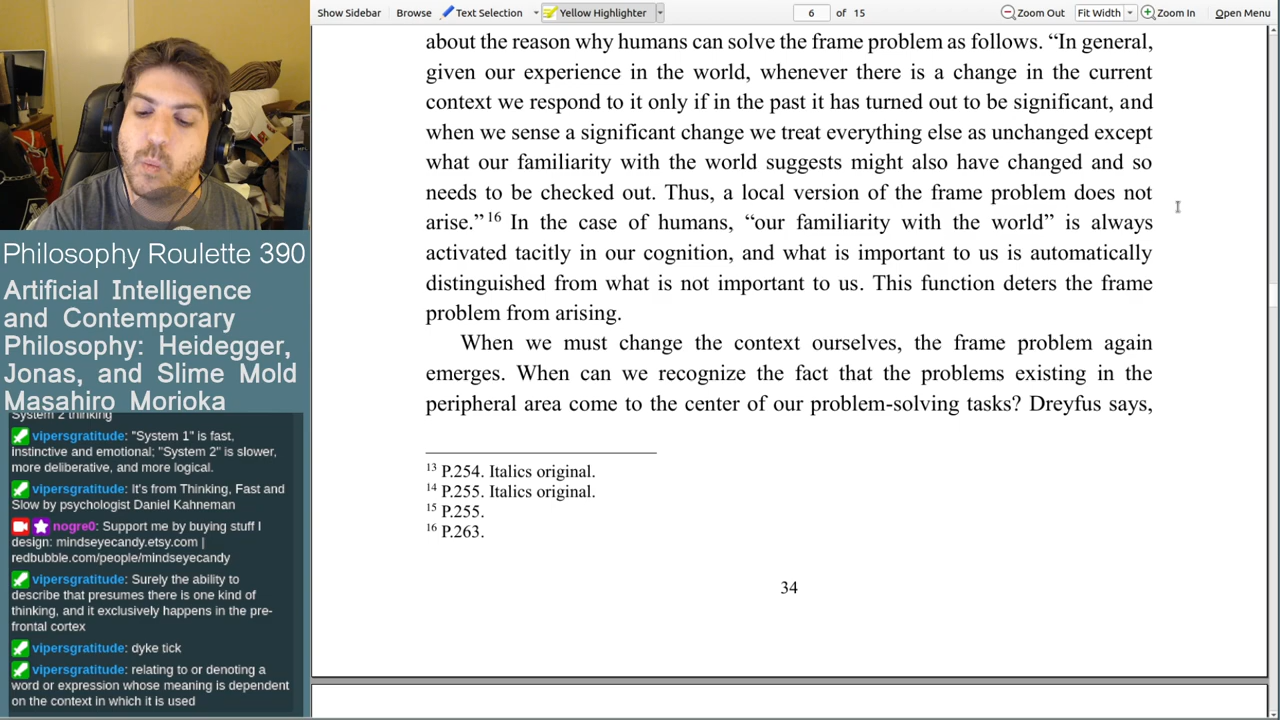 Show Sidebar Browse Text Selection Yellow Highlighter 6 of 15 Zoom Out Fit Width Zoom In Open Menu
about the reason why humans can solve the frame problem as follows. “In general,
given our experience in the world, whenever there is a change in the current
context we respond to it only if in the past it has turned out to be significant, and
when we sense a significant change we treat everything else as unchanged except
what our familiarity with the world suggests might also have changed and so
needs to be checked out. Thus, a local version of the frame problem does not
arise.” 16 In the case of humans, “our familiarity with the world” is always
activated tacitly in our cognition, and what is important to us is automatically
distinguished from what is not important to us. This function deters the frame
problem from arising.
When we must change the context ourselves, the frame problem again
emerges. When can we recognize the fact that the problems existing in the
peripheral area come to the center of our problem-solving tasks? Dreyfus says,
13 P.254. Italics original.
14 P.255. Italics original.
15 P.255.
16 P.263.
34
Philosophy Roulette 390
Artificial Intelligence
and Contemporary
Philosophy: Heidegger,
Jonas, and Slime Mold
Masahiro Morioka
System 2 thinking
vipersgratitude: "System 1" is fast,
instinctive and emotional; "System 2" is slower,
more deliberative, and more logical.
vipersgratitude: It's from Thinking, Fast and
Slow by psychologist Daniel Kahneman
nogre0: Support me by buying stuff I
design: mindseyecandy.etsy.com |
redbubble.com/people/mindseyecandy
vipersgratitude: Surely the ability to
describe that presumes there is one kind of
thinking, and it exclusively happens in the pre-
frontal cortex
vipersgratitude: dyke tick
vipersgratitude: relating to or denoting a
word or expression whose meaning is dependent
on the context in which it is used